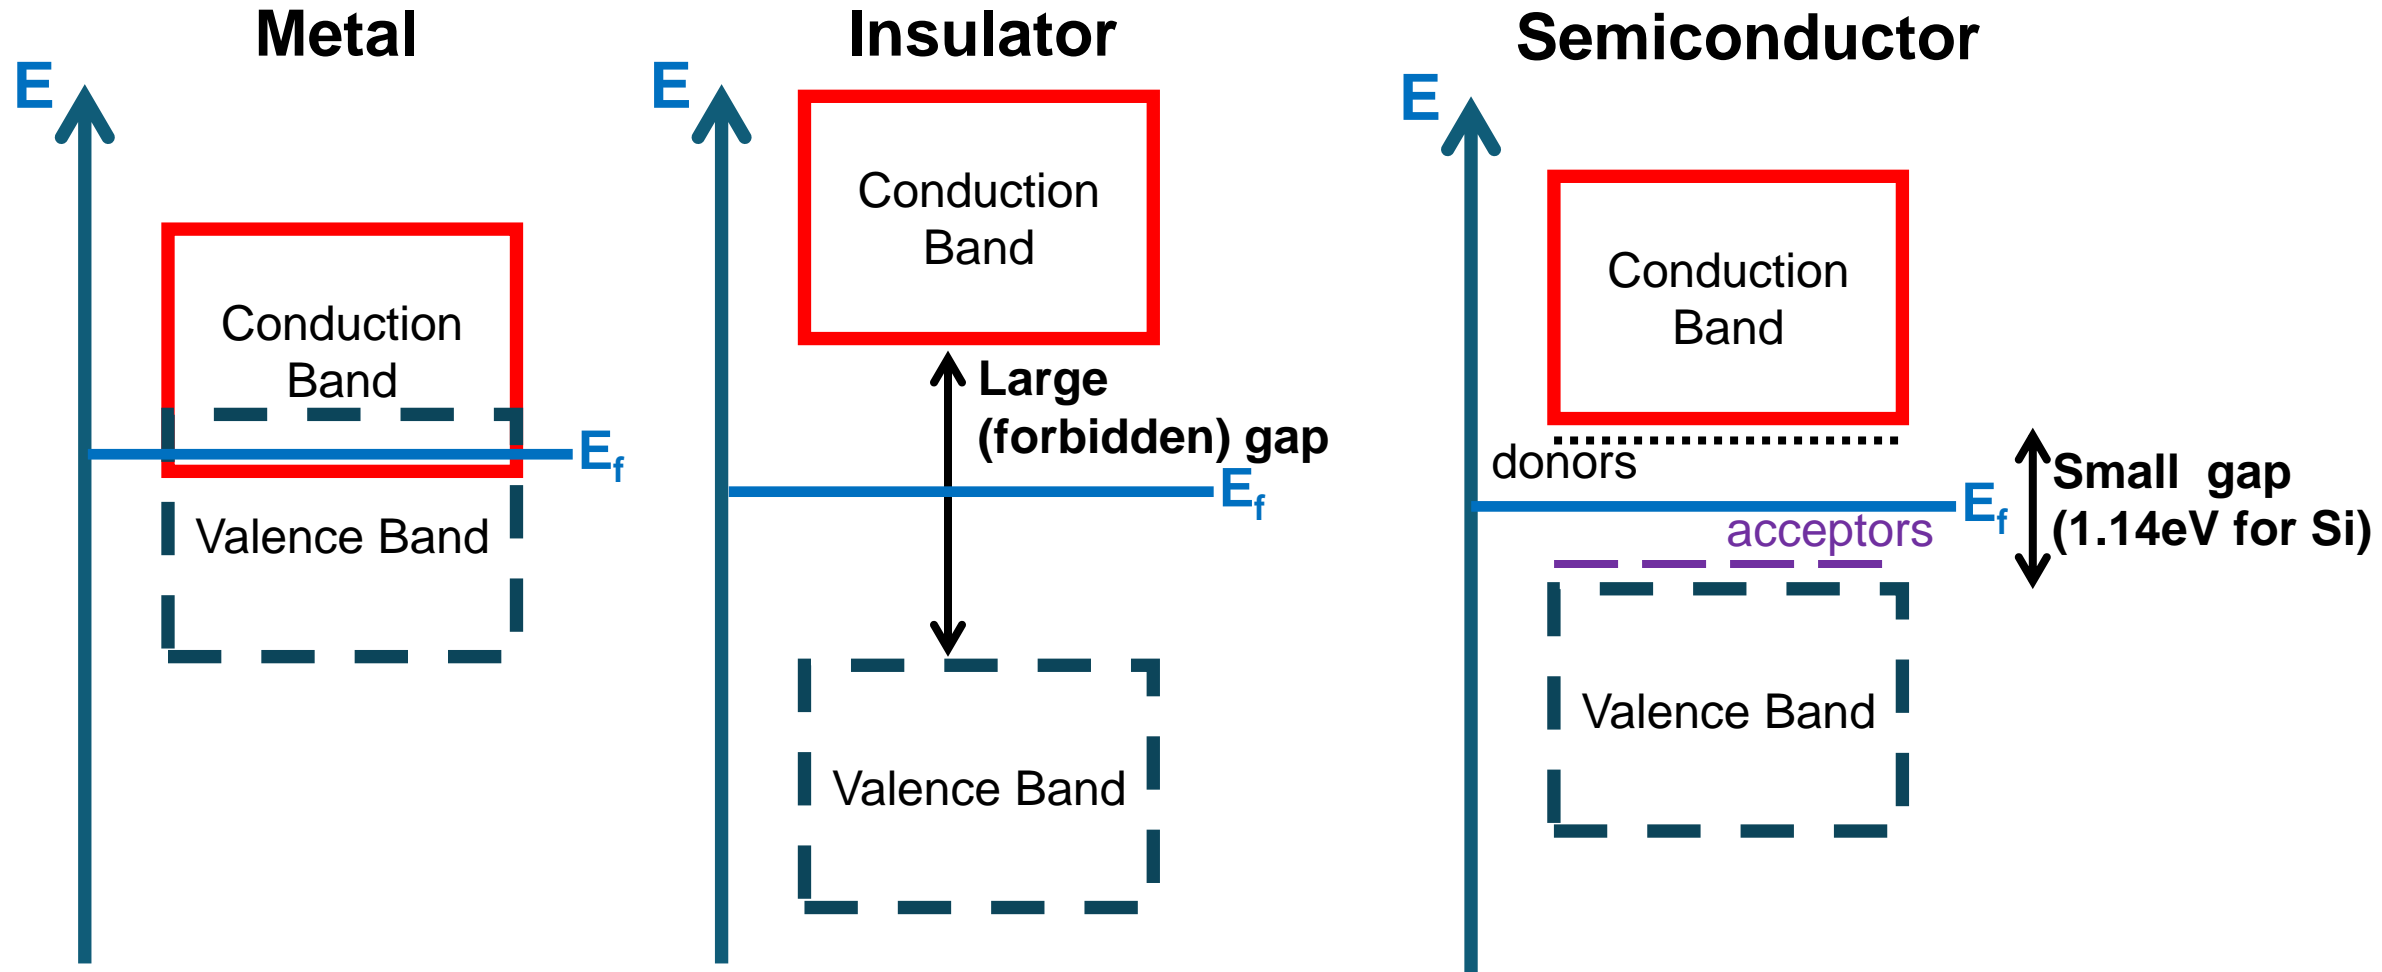 Metal
E
Conduction
Band
Ef
Valence Band
Insulator
E
Conduction
Band
Large
(forbidden) gap
Ef
Valence Band
Semiconductor
E
Conduction
Band
donors
Ef
acceptors
Small gap
(1.14eV for Si)
Valence Band